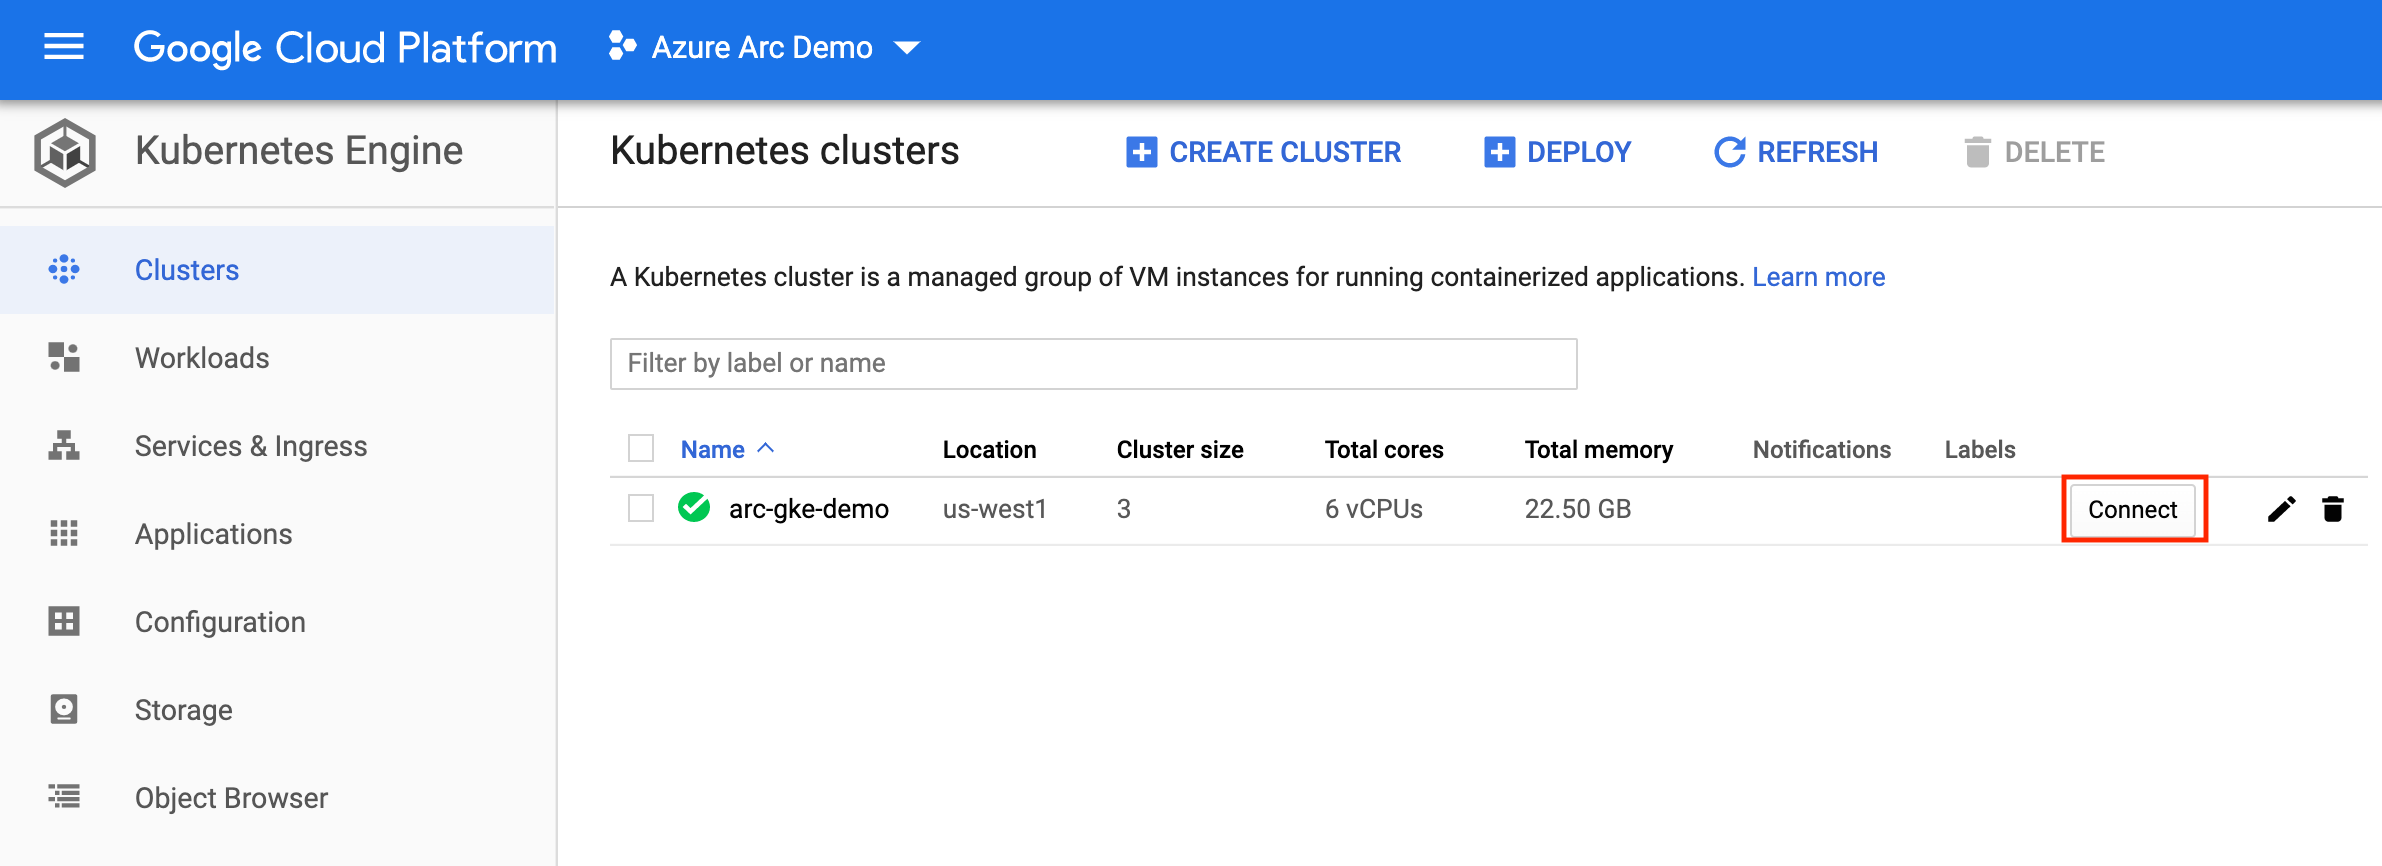 Google Cloud Platform Azure Arc Demo
Kubernetes Engine
Kubernetes clusters CREATE CLUSTER DEPLOY REFRESH DELETE
Clusters
Workloads
Services & Ingress
Applications
Configuration
Storage
Object Browser
A Kubernetes cluster is a managed group of VM instances for running containerized applications. Learn more
Filter by label or name
Name Location Cluster size Total cores Total memory Notifications Labels
arc-gke-demo us-west1 3 6 vCPUs 22.50 GB Connect